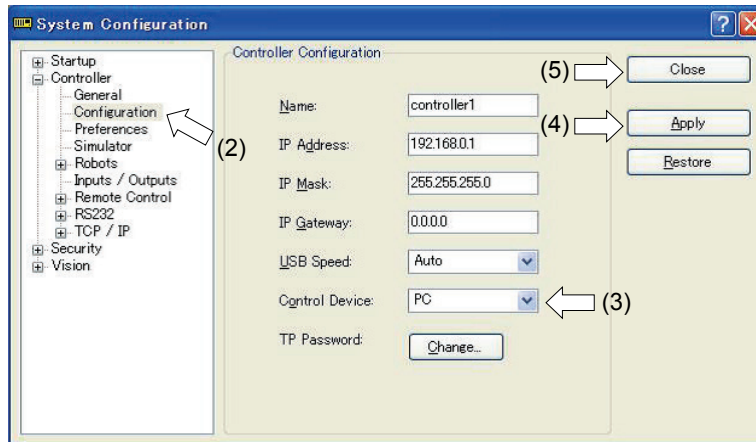 System Configuration
Startup
Controller
General
Configuration
Preferences
Simulator
Robots
Inputs / Outputs
Remote Control
RS232
TCP / IP
Security
Vision
(2)
Controller Configuration
Name: controller1
IP Address: 192.168.0.1
IP Mask: 255.255.255.0
IP Gateway: 0.0.0.0
USB Speed: Auto
Control Device: PC
(3)
TP Password: Change...
(5)
Close
(4)
Apply
Restore